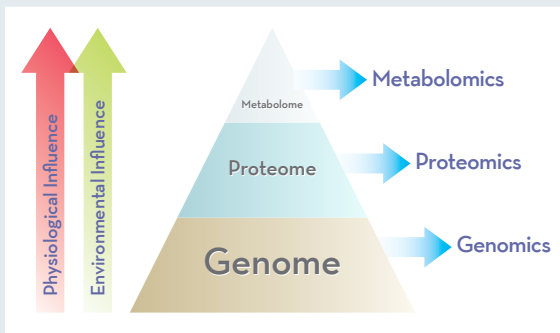 Physiological Influence
Environmental Influence
Metabolome
Metabolomics
Proteome
Proteomics
Genome
Genomics